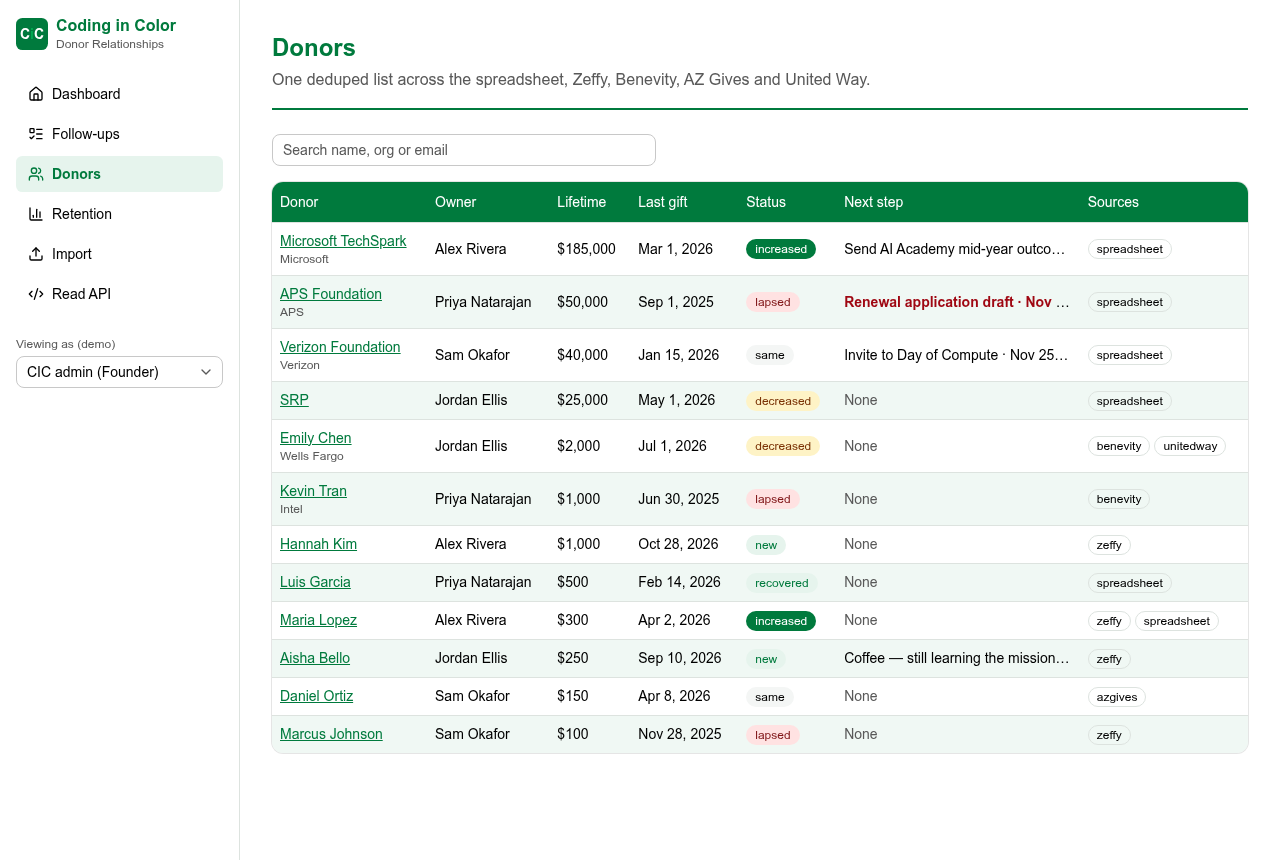 CIC
Coding in Color
Donor Relationships
Dashboard
Follow-ups
Donors
Retention
Import
Read API
Viewing as (demo)
CIC admin (Founder)
Donors
One deduped list across the spreadsheet, Zeffy, Benevity, AZ Gives and United Way.
Search name, org or email
Donor Owner Lifetime Last gift Status Next step Sources
Microsoft TechSpark Alex Rivera $185,000 Mar 1, 2026 increased Send AI Academy mid-year outco… spreadsheet
Microsoft
APS Foundation Priya Natarajan $50,000 Sep 1, 2025 lapsed Renewal application draft · Nov … spreadsheet
APS
Verizon Foundation Sam Okafor $40,000 Jan 15, 2026 same Invite to Day of Compute · Nov 25… spreadsheet
Verizon
SRP Jordan Ellis $25,000 May 1, 2026 decreased None spreadsheet
Emily Chen Jordan Ellis $2,000 Jul 1, 2026 decreased None benevity unitedway
Wells Fargo
Kevin Tran Priya Natarajan $1,000 Jun 30, 2025 lapsed None benevity
Intel
Hannah Kim Alex Rivera $1,000 Oct 28, 2026 new None zeffy
Luis Garcia Priya Natarajan $500 Feb 14, 2026 recovered None spreadsheet
Maria Lopez Alex Rivera $300 Apr 2, 2026 increased None zeffy spreadsheet
Aisha Bello Jordan Ellis $250 Sep 10, 2026 new Coffee — still learning the mission… zeffy
Daniel Ortiz Sam Okafor $150 Apr 8, 2026 same None azgives
Marcus Johnson Sam Okafor $100 Nov 28, 2025 lapsed None zeffy